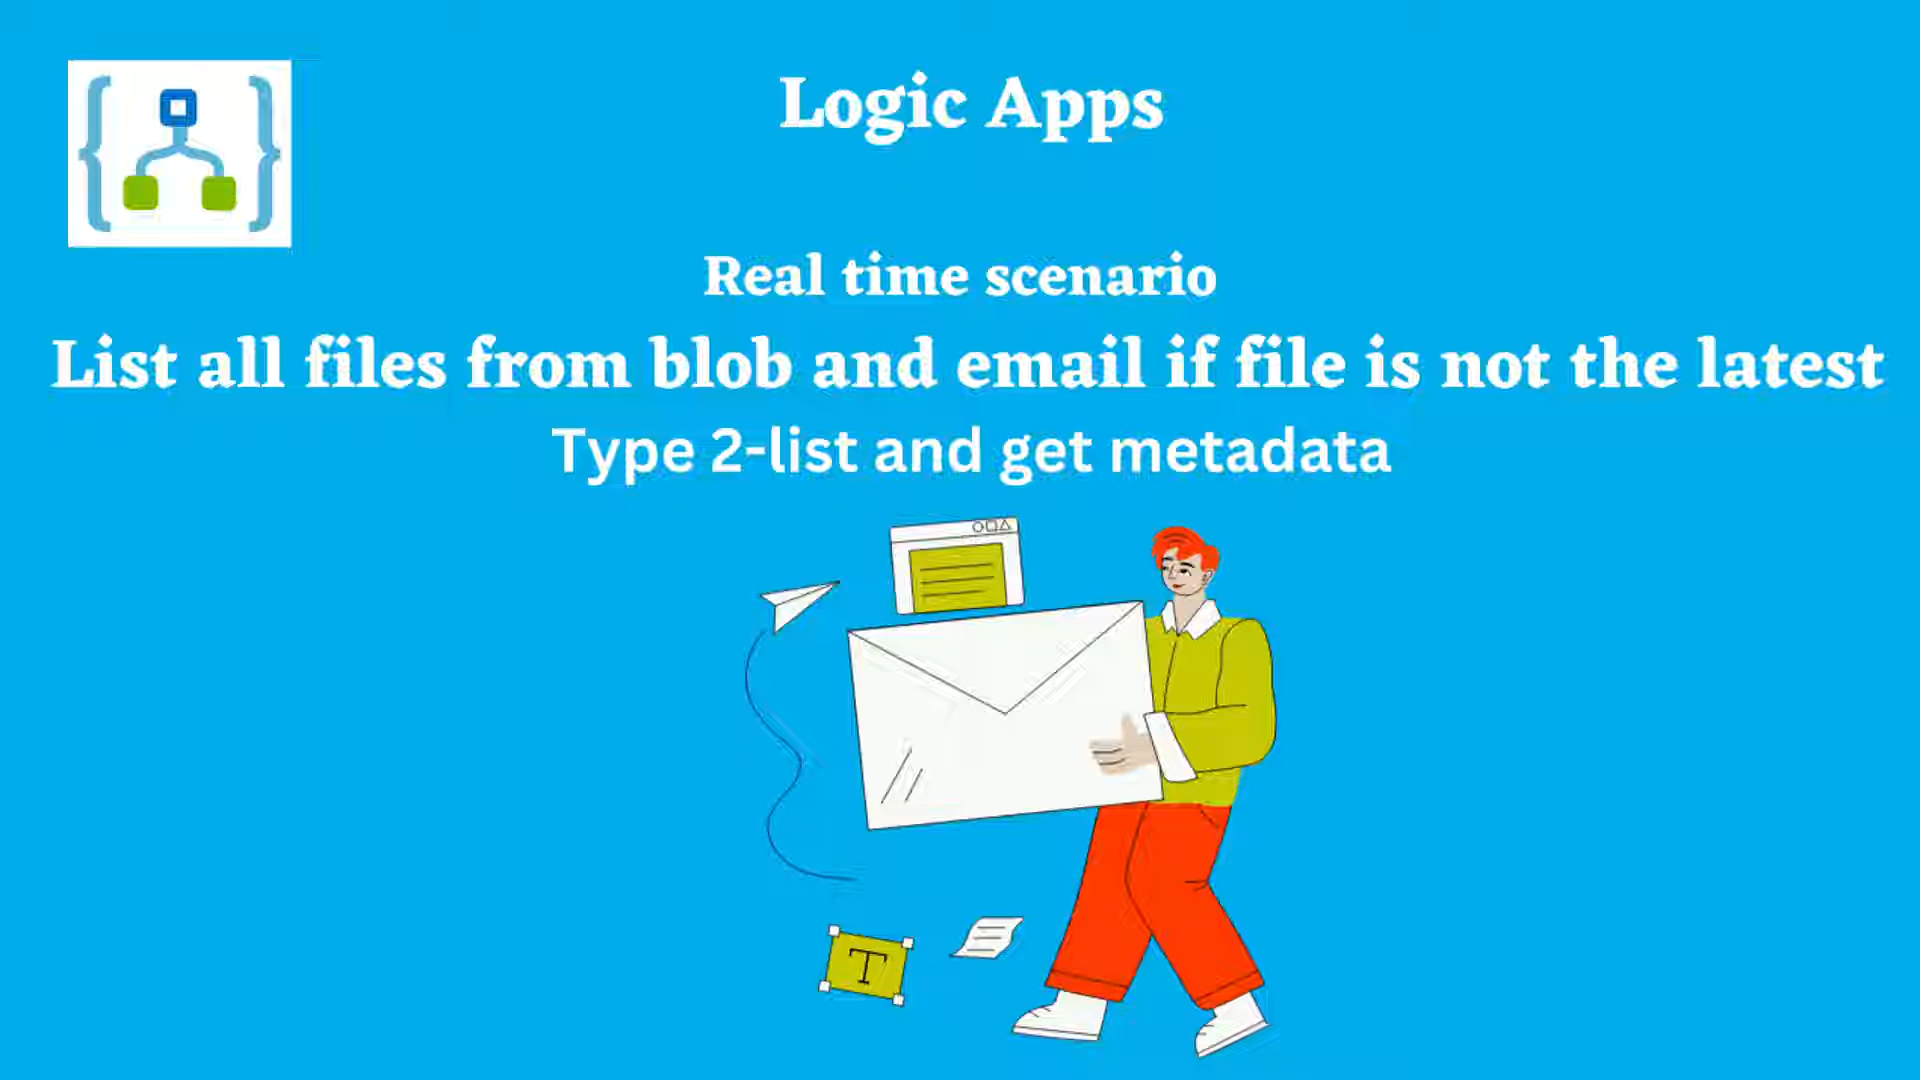 Logic Apps
Real time scenario
List all files from blob and email if file is not the latest
Type 2-list and get metadata
T